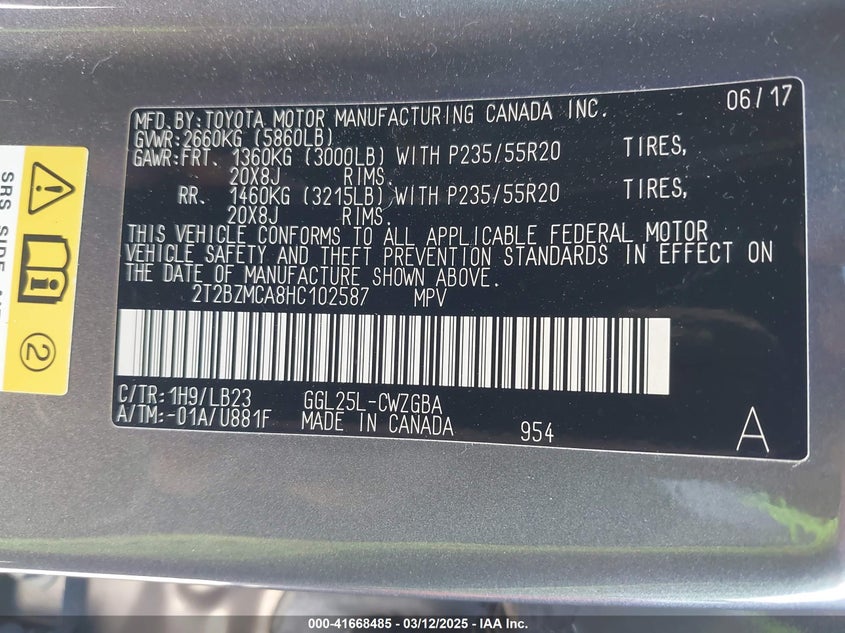 06/17
MFD. BY: TOYOTA MOTOR MANUFACTURING CANADA INC.
GVWR: 2660KG (5860LB)
GAWR: FRT. 1360KG (3000LB) WITH P235/55R20 TIRES,
20X8J RIMS.
RR. 1460KG (3215LB) WITH P235/55R20 TIRES,
20X8J RIMS.
THIS VEHICLE CONFORMS TO ALL APPLICABLE FEDERAL MOTOR
VEHICLE SAFETY AND THEFT PREVENTION STANDARDS IN EFFECT ON
THE DATE OF MANUFACTURE SHOWN ABOVE.
2T2BZMCA8HC102587 MPV
C/TR: 1H9/LB23 GGL25L-CWZGBA
A/TM: -01A/U881F MADE IN CANADA 954 A
SRS SIDE
2
000-41668485 - 03/12/2025 - IAA Inc.